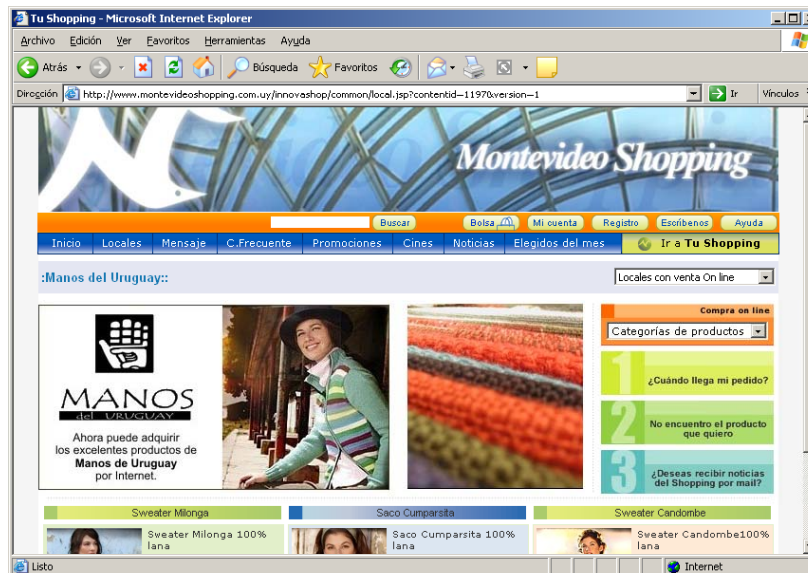 Tu Shopping - Microsoft Internet Explorer
Archivo Edición Ver Favoritos Herramientas Ayuda
Atrás Búsqueda Favoritos
Dirección http://www.montevideoshopping.com.uy/innovashop/common/local.jsp?contentid=1197&version=1 Ir Vínculos
Montevideo Shopping
Buscar Bolsa Mi cuenta Registro Escríbenos Ayuda
Inicio Locales Mensaje C.Frecuente Promociones Cines Noticias Elegidos del mes Ir a Tu Shopping
:Manos del Uruguay:: Locales con venta On line
Compra on line
Categorías de productos
MANOS
del URUGUAY
Ahora puede adquirir
los excelentes productos de
Manos de Uruguay
por Internet.
1 ¿Cuándo llega mi pedido?
2 No encuentro el producto
que quiero
3 ¿Deseas recibir noticias
del Shopping por mail?
Sweater Milonga Saco Cumparsita Sweater Candombe
Sweater Milonga 100%
lana
Saco Cumparsita 100%
lana
Sweater Candombe100%
lana
Listo Internet